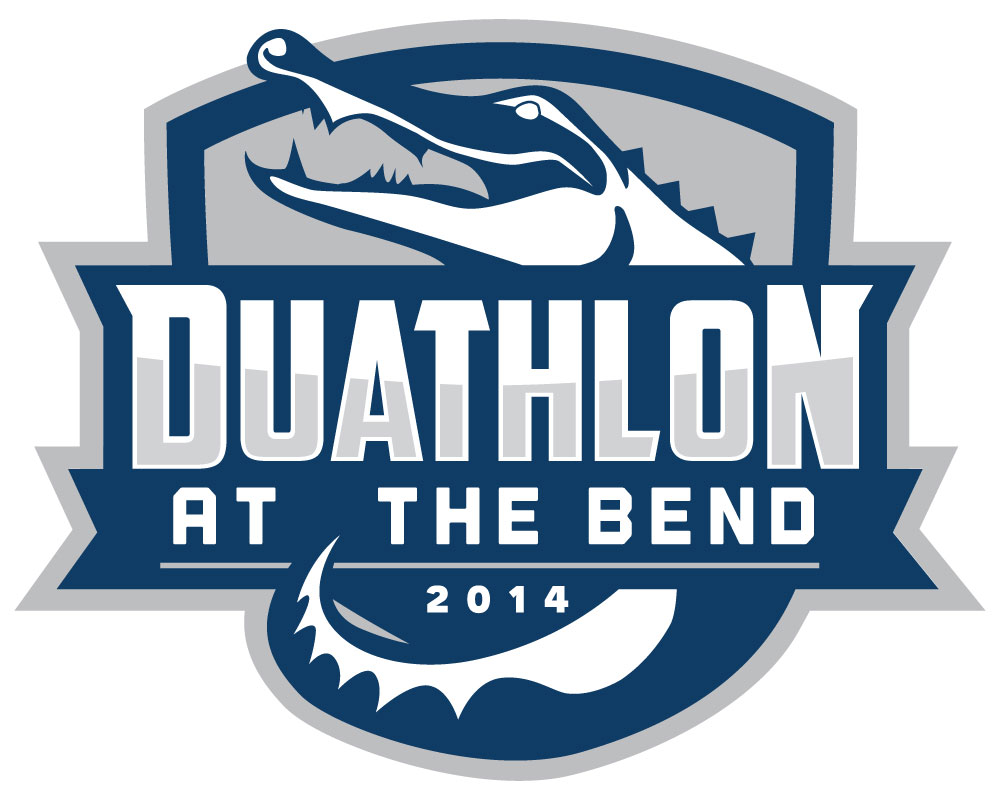 DUATHLON
AT THE BEND
2014